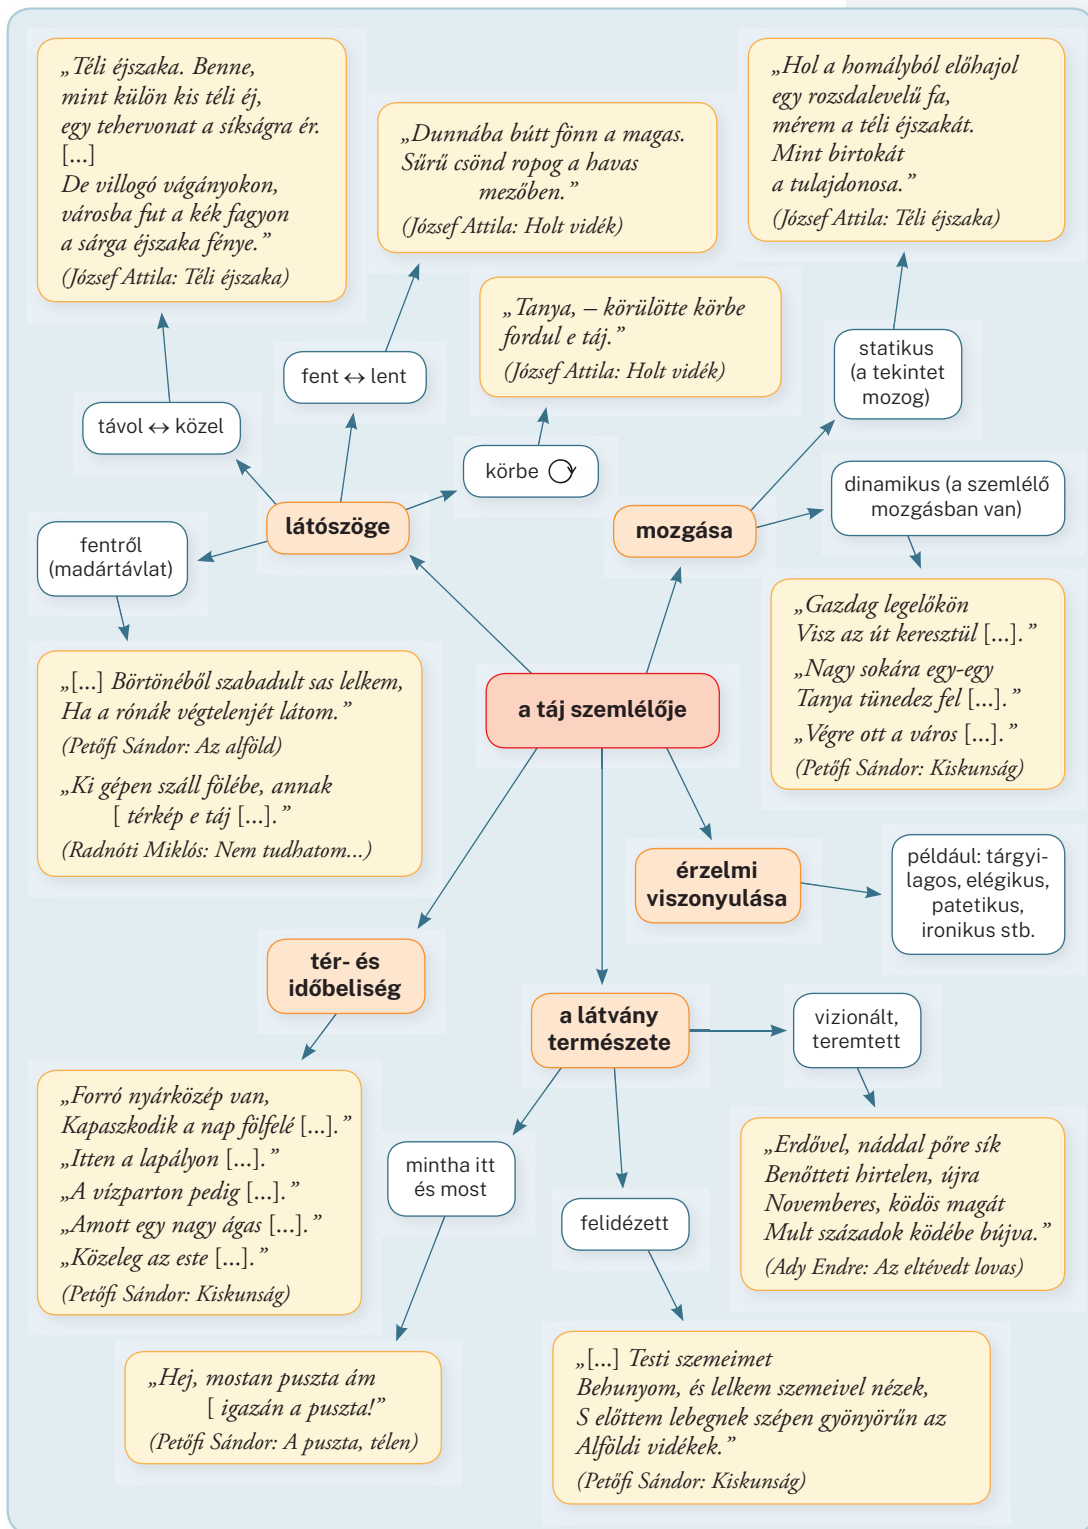 „Téli éjszaka. Benne,
mint külön kis téli éj,
egy tehervonat a síkságra ér.
[...]
De villogó vágányokon,
városba fut a kék fagyon
a sárga éjszaka fénye.”
(József Attila: Téli éjszaka)
„Dunnába bútt fönn a magas.
Sűrű csönd ropog a havas
mezőben.”
(József Attila: Holt vidék)
„Hol a homályból előhajol
egy rozsdalevelű fa,
mérem a téli éjszakát.
Mint birtokát
a tulajdonosa.”
(József Attila: Téli éjszaka)
„Tanya, – körülötte körbe
fordul e táj.”
(József Attila: Holt vidék)
távol ↔ közel
fent ↔ lent
körbe
statikus
(a tekintet
mozog)
dinamikus (a szemlélő
mozgásban van)
látószöge
mozgása
fentről
(madártávlat)
„Gazdag legelőkön
Visz az út keresztül [...].”
„Nagy sokára egy-egy
Tanya tünedez fel [...].”
„Végre ott a város [...].”
(Petőfi Sándor: Kiskunság)
„[...] Börtönéből szabadult sas lelkem,
Ha a rónák végtelenjét látom.”
(Petőfi Sándor: Az alföld)
„Ki gépen száll fölébe, annak
[ térkép e táj [...].”
(Radnóti Miklós: Nem tudhatom...)
a táj szemlélője
érzelmi
viszonyulása
például: tárgyi-
lagos, elégikus,
patetikus,
ironikus stb.
tér- és
időbeliség
a látvány
természete
vizionált,
teremtett
„Forró nyárközép van,
Kapaszkodik a nap fölfelé [...].”
„Itten a lapályon [...].”
„A vízparton pedig [...].”
„Amott egy nagy ágas [...].”
„Közeleg az este [...].”
(Petőfi Sándor: Kiskunság)
mintha itt
és most
felidézett
„Erdővel, náddal pőre sík
Benőtteti hirtelen, újra
Novemberes, ködös magát
Mult századok ködébe bújva.”
(Ady Endre: Az eltévedt lovas)
„Hej, mostan puszta ám
[ igazán a puszta!”
(Petőfi Sándor: A puszta, télen)
„[...] Testi szemeimet
Behunyom, és lelkem szemeivel nézek,
S előttem lebegnek szépen gyönyörűn az
Alföldi vidékek.”
(Petőfi Sándor: Kiskunság)